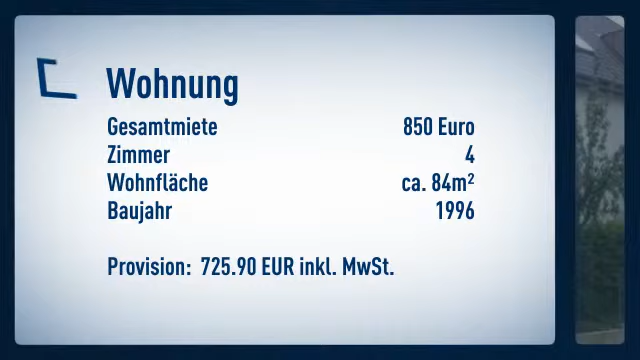 Wohnung
Gesamtmiete 850 Euro
Zimmer 4
Wohnfläche ca. 84m²
Baujahr 1996
Provision: 725.90 EUR inkl. MwSt.